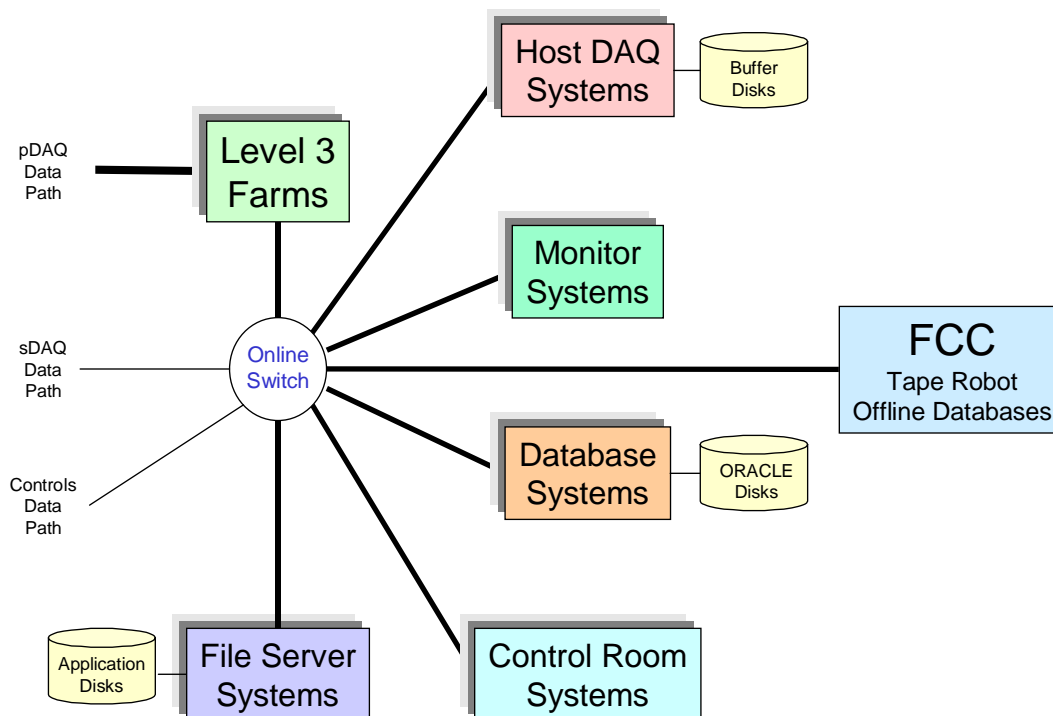 Host DAQ
Systems
Buffer
Disks
pDAQ
Data
Path
Level 3
Farms
Monitor
Systems
sDAQ
Data
Path
Online
Switch
FCC
Tape Robot
Offline Databases
Controls
Data
Path
Database
Systems
ORACLE
Disks
Application
Disks
File Server
Systems
Control Room
Systems